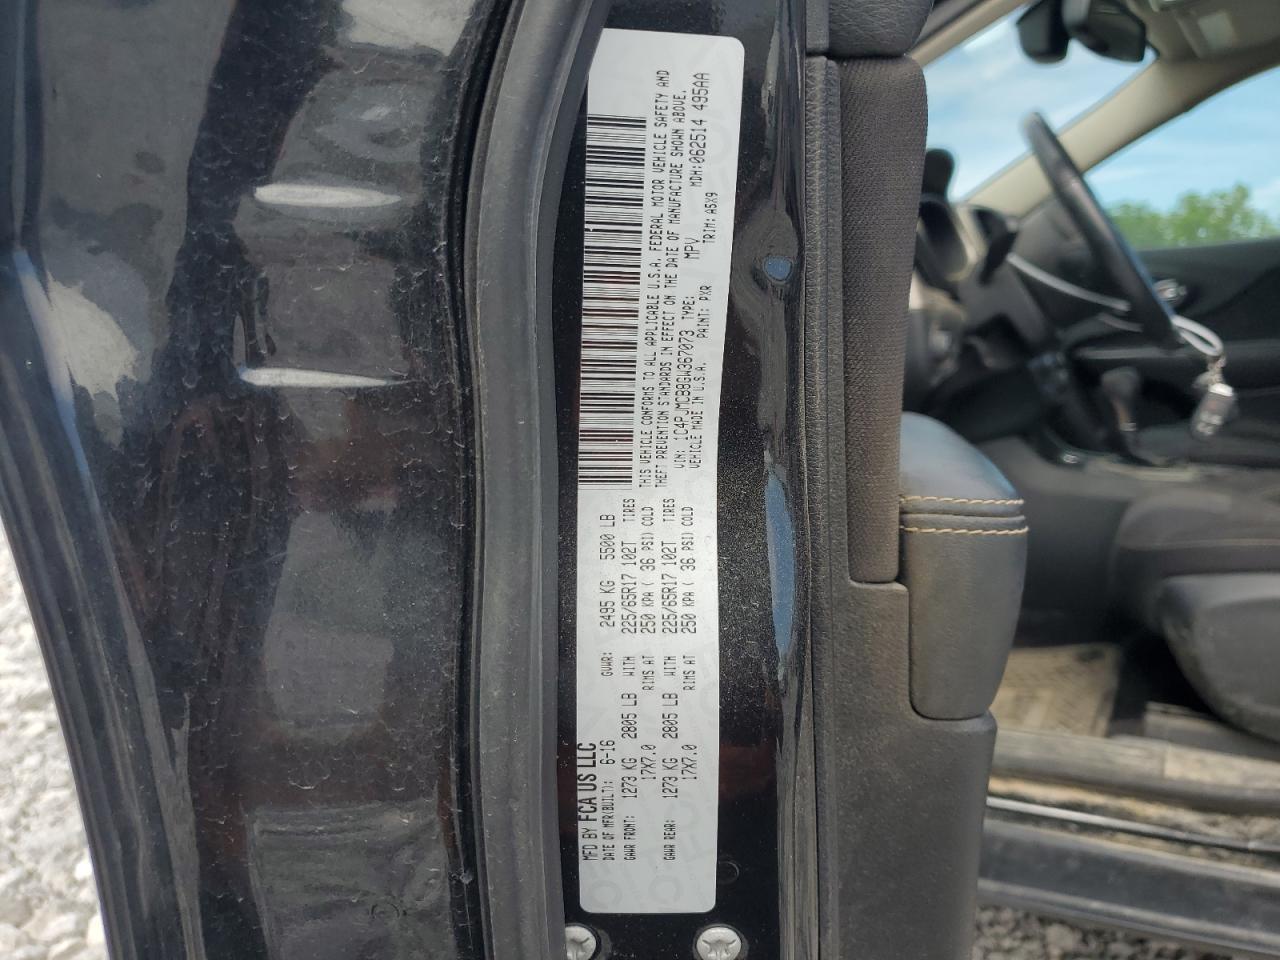 MFD BY FCA US LLC
DATE OF MFR(BUILT): 6-16 GVWR: 2495 KG 5500 LB
GAWR FRONT: 1273 KG 2805 LB WITH 225/65R17 102T TIRES
17X7.0 RIMS AT 250 KPA ( 36 PSI) COLD
GAWR REAR: 1273 KG 2805 LB WITH 225/65R17 102T TIRES
17X7.0 RIMS AT 250 KPA ( 36 PSI) COLD
THIS VEHICLE CONFORMS TO ALL APPLICABLE U.S.A. FEDERAL MOTOR VEHICLE SAFETY AND
THEFT PREVENTION STANDARDS IN EFFECT ON THE DATE OF MANUFACTURE SHOWN ABOVE.
VIN: 1C4PJMCB8GW367073 TYPE: MPV MDH:062514 495AA
VEHICLE MADE IN U.S.A. PAINT: PXR TRIM: A5X9